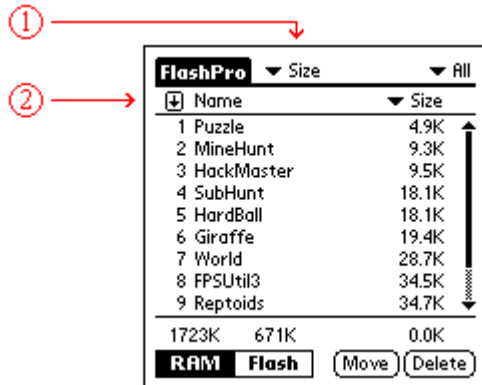 ①
FlashPro Size All
② Name Size
1 Puzzle 4.9K
2 MineHunt 9.3K
3 HackMaster 9.5K
4 SubHunt 18.1K
5 HardBall 18.1K
6 Giraffe 19.4K
7 World 28.7K
8 FPSUtil3 34.5K
9 Reptoids 34.7K
1723K 671K 0.0K
RAM Flash Move Delete